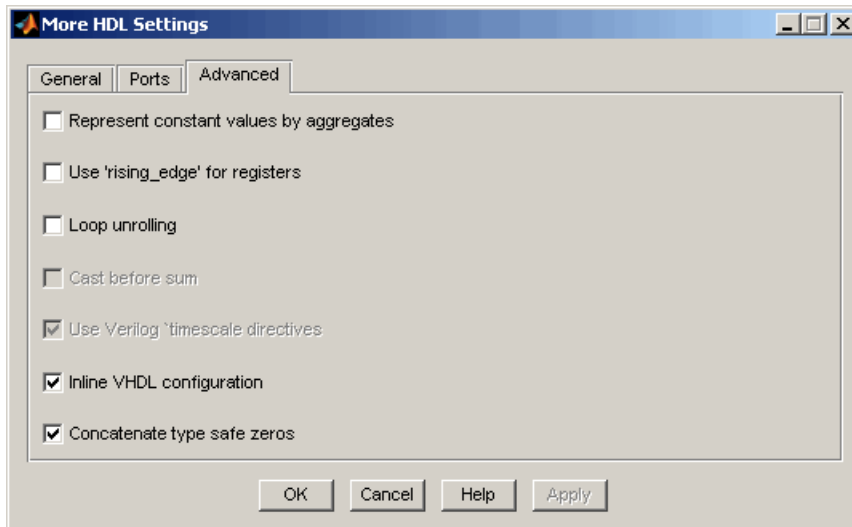 More HDL Settings
General Ports Advanced
Represent constant values by aggregates
Use 'rising_edge' for registers
Loop unrolling
Cast before sum
Use Verilog `timescale directives
Inline VHDL configuration
Concatenate type safe zeros
OK Cancel Help Apply